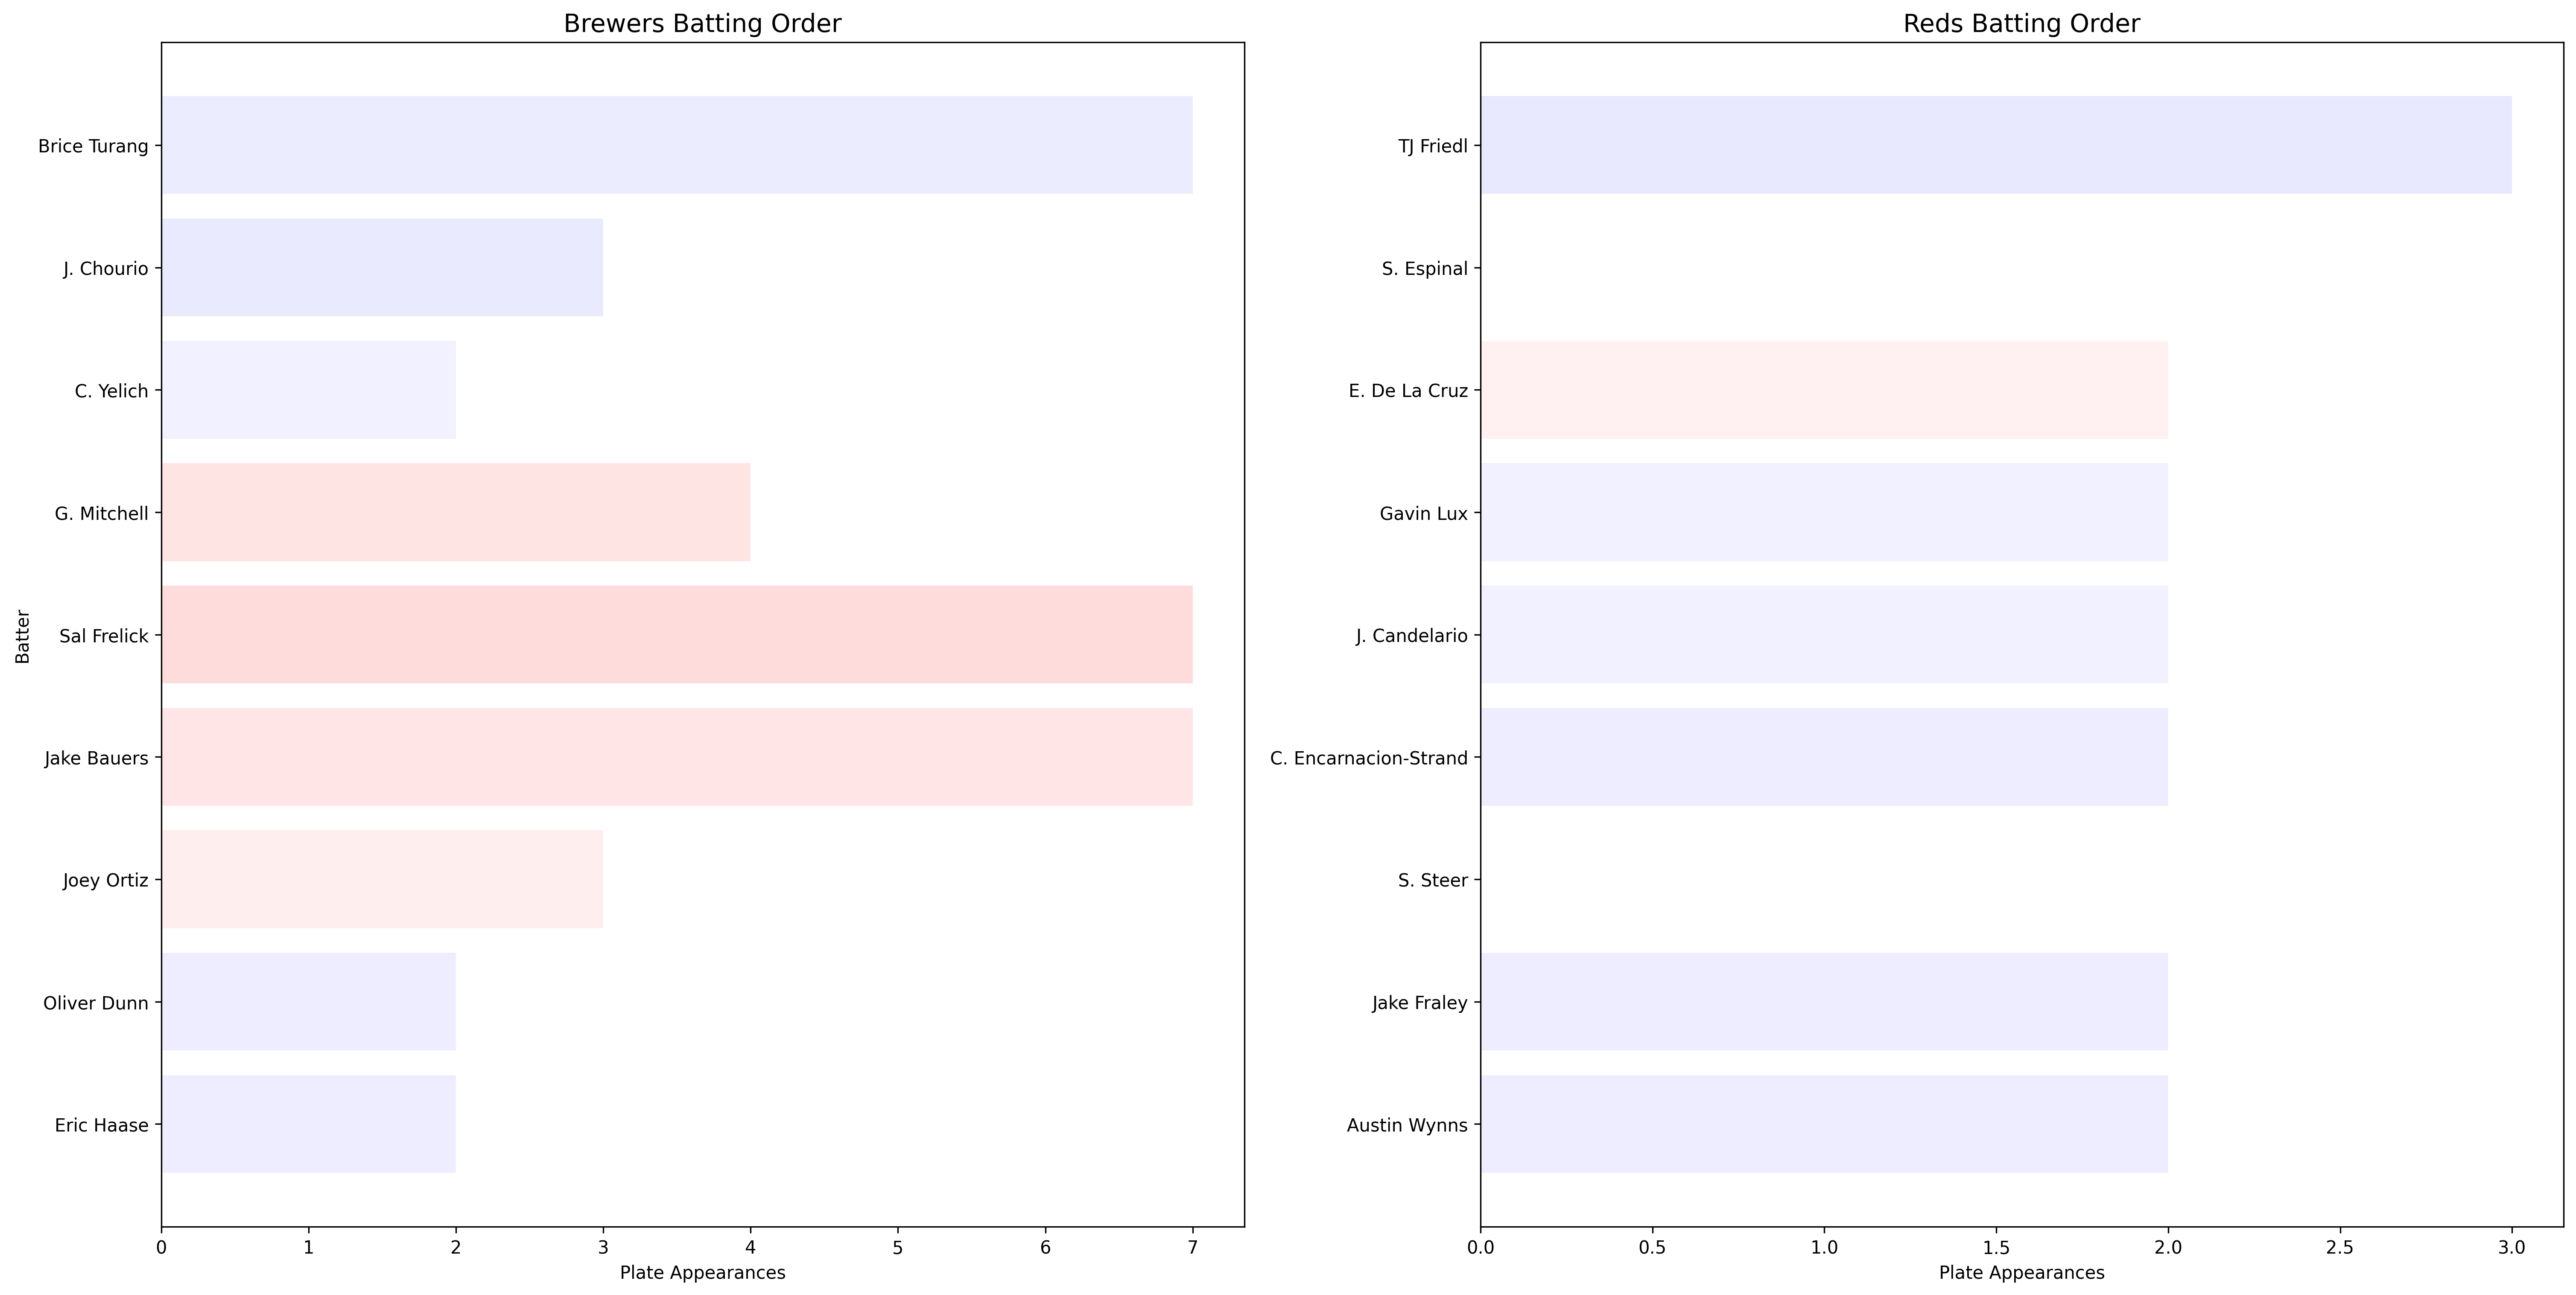 Brewers Batting Order
Batter
Brice Turang
J. Chourio
C. Yelich
G. Mitchell
Sal Frelick
Jake Bauers
Joey Ortiz
Oliver Dunn
Eric Haase
0 1 2 3 4 5 6 7
Plate Appearances
Reds Batting Order
TJ Friedl
S. Espinal
E. De La Cruz
Gavin Lux
J. Candelario
C. Encarnacion-Strand
S. Steer
Jake Fraley
Austin Wynns
0.0 0.5 1.0 1.5 2.0 2.5 3.0
Plate Appearances